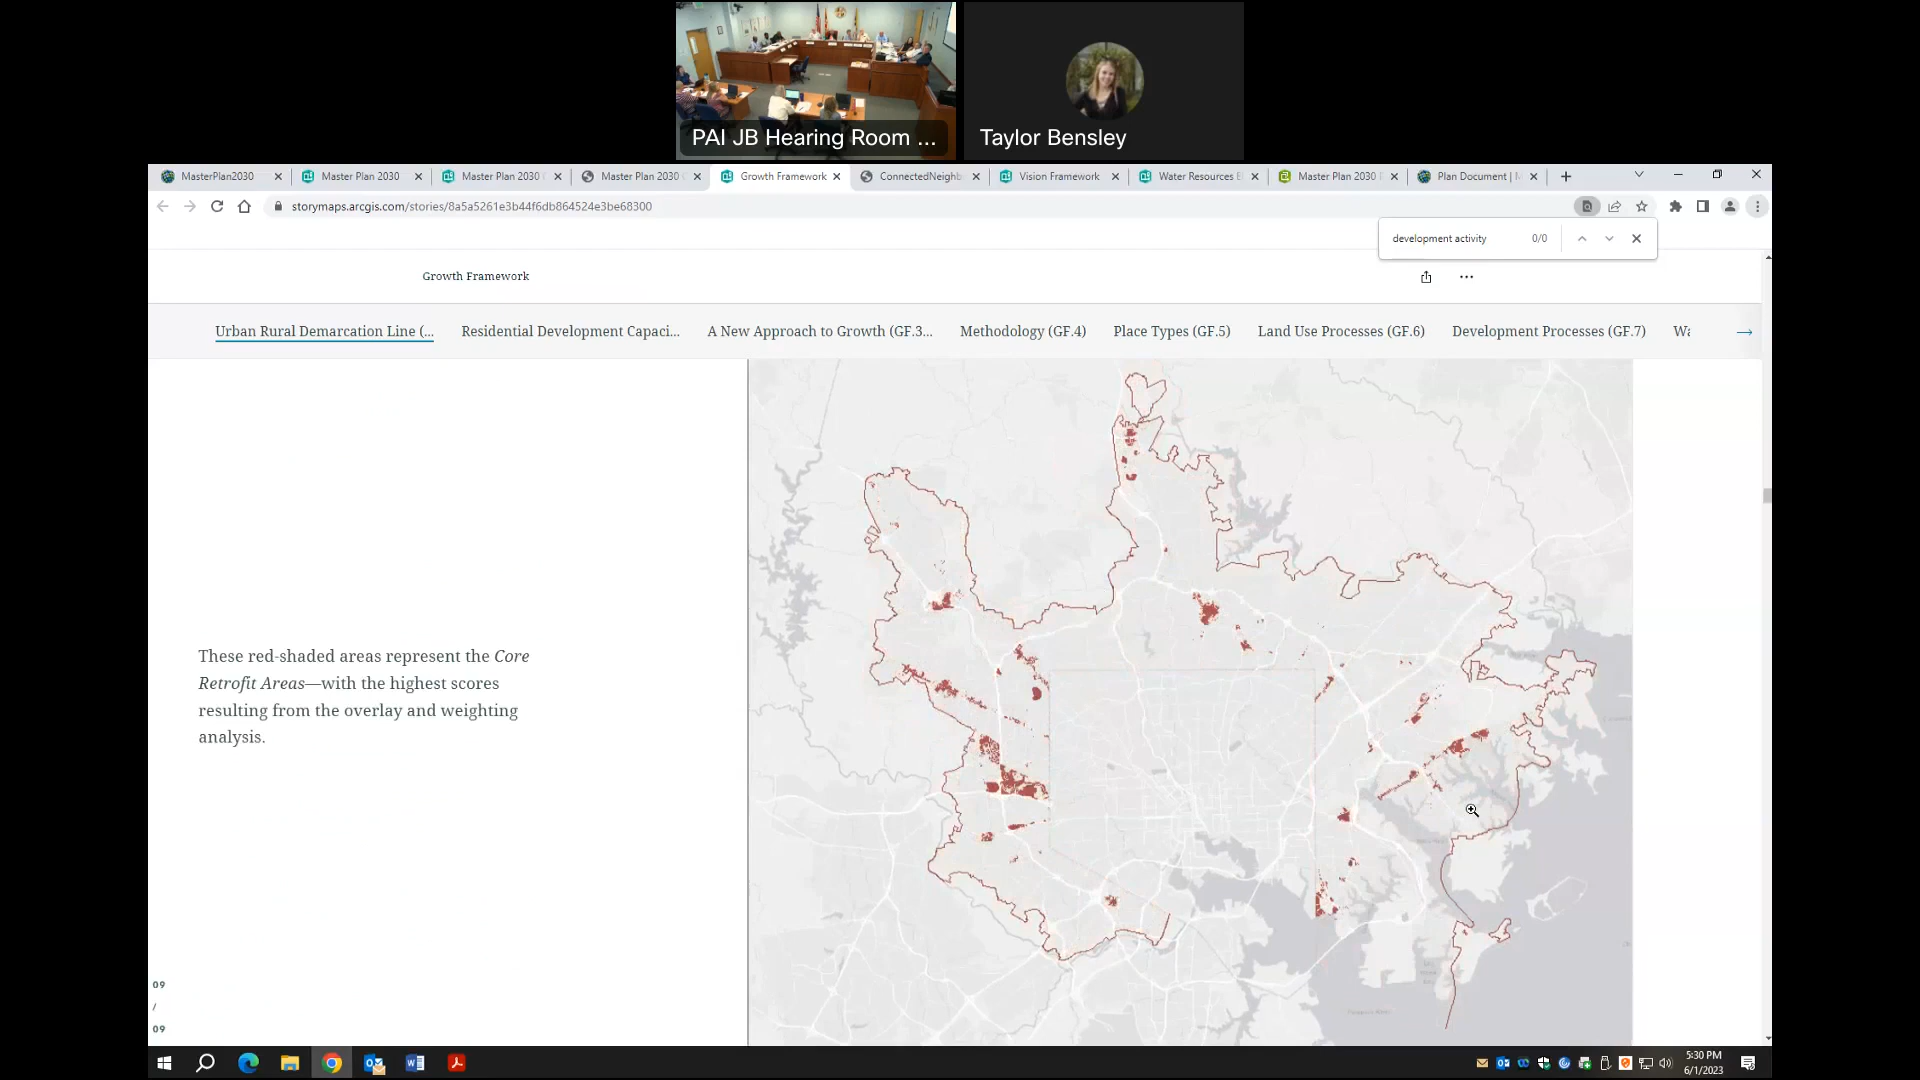 PAI JB Hearing Room ...
Taylor Bensley
MasterPlan2030
Master Plan 2030
Master Plan 2030
Master Plan 2030
Growth Framework
ConnectedNeighb
Vision Framework
Water Resources E
Master Plan 2030
Plan Document |
storymaps.arcgis.com/stories/8a5a5261e3b44f6db864524e3be68300
development activity 0/0
Growth Framework
Urban Rural Demarcation Line (...
Residential Development Capaci...
A New Approach to Growth (GF.3...
Methodology (GF.4)
Place Types (GF.5)
Land Use Processes (GF.6)
Development Processes (GF.7)
Wa
These red-shaded areas represent the Core
Retrofit Areas—with the highest scores
resulting from the overlay and weighting
analysis.
09
/
09
5:30 PM
6/1/2023